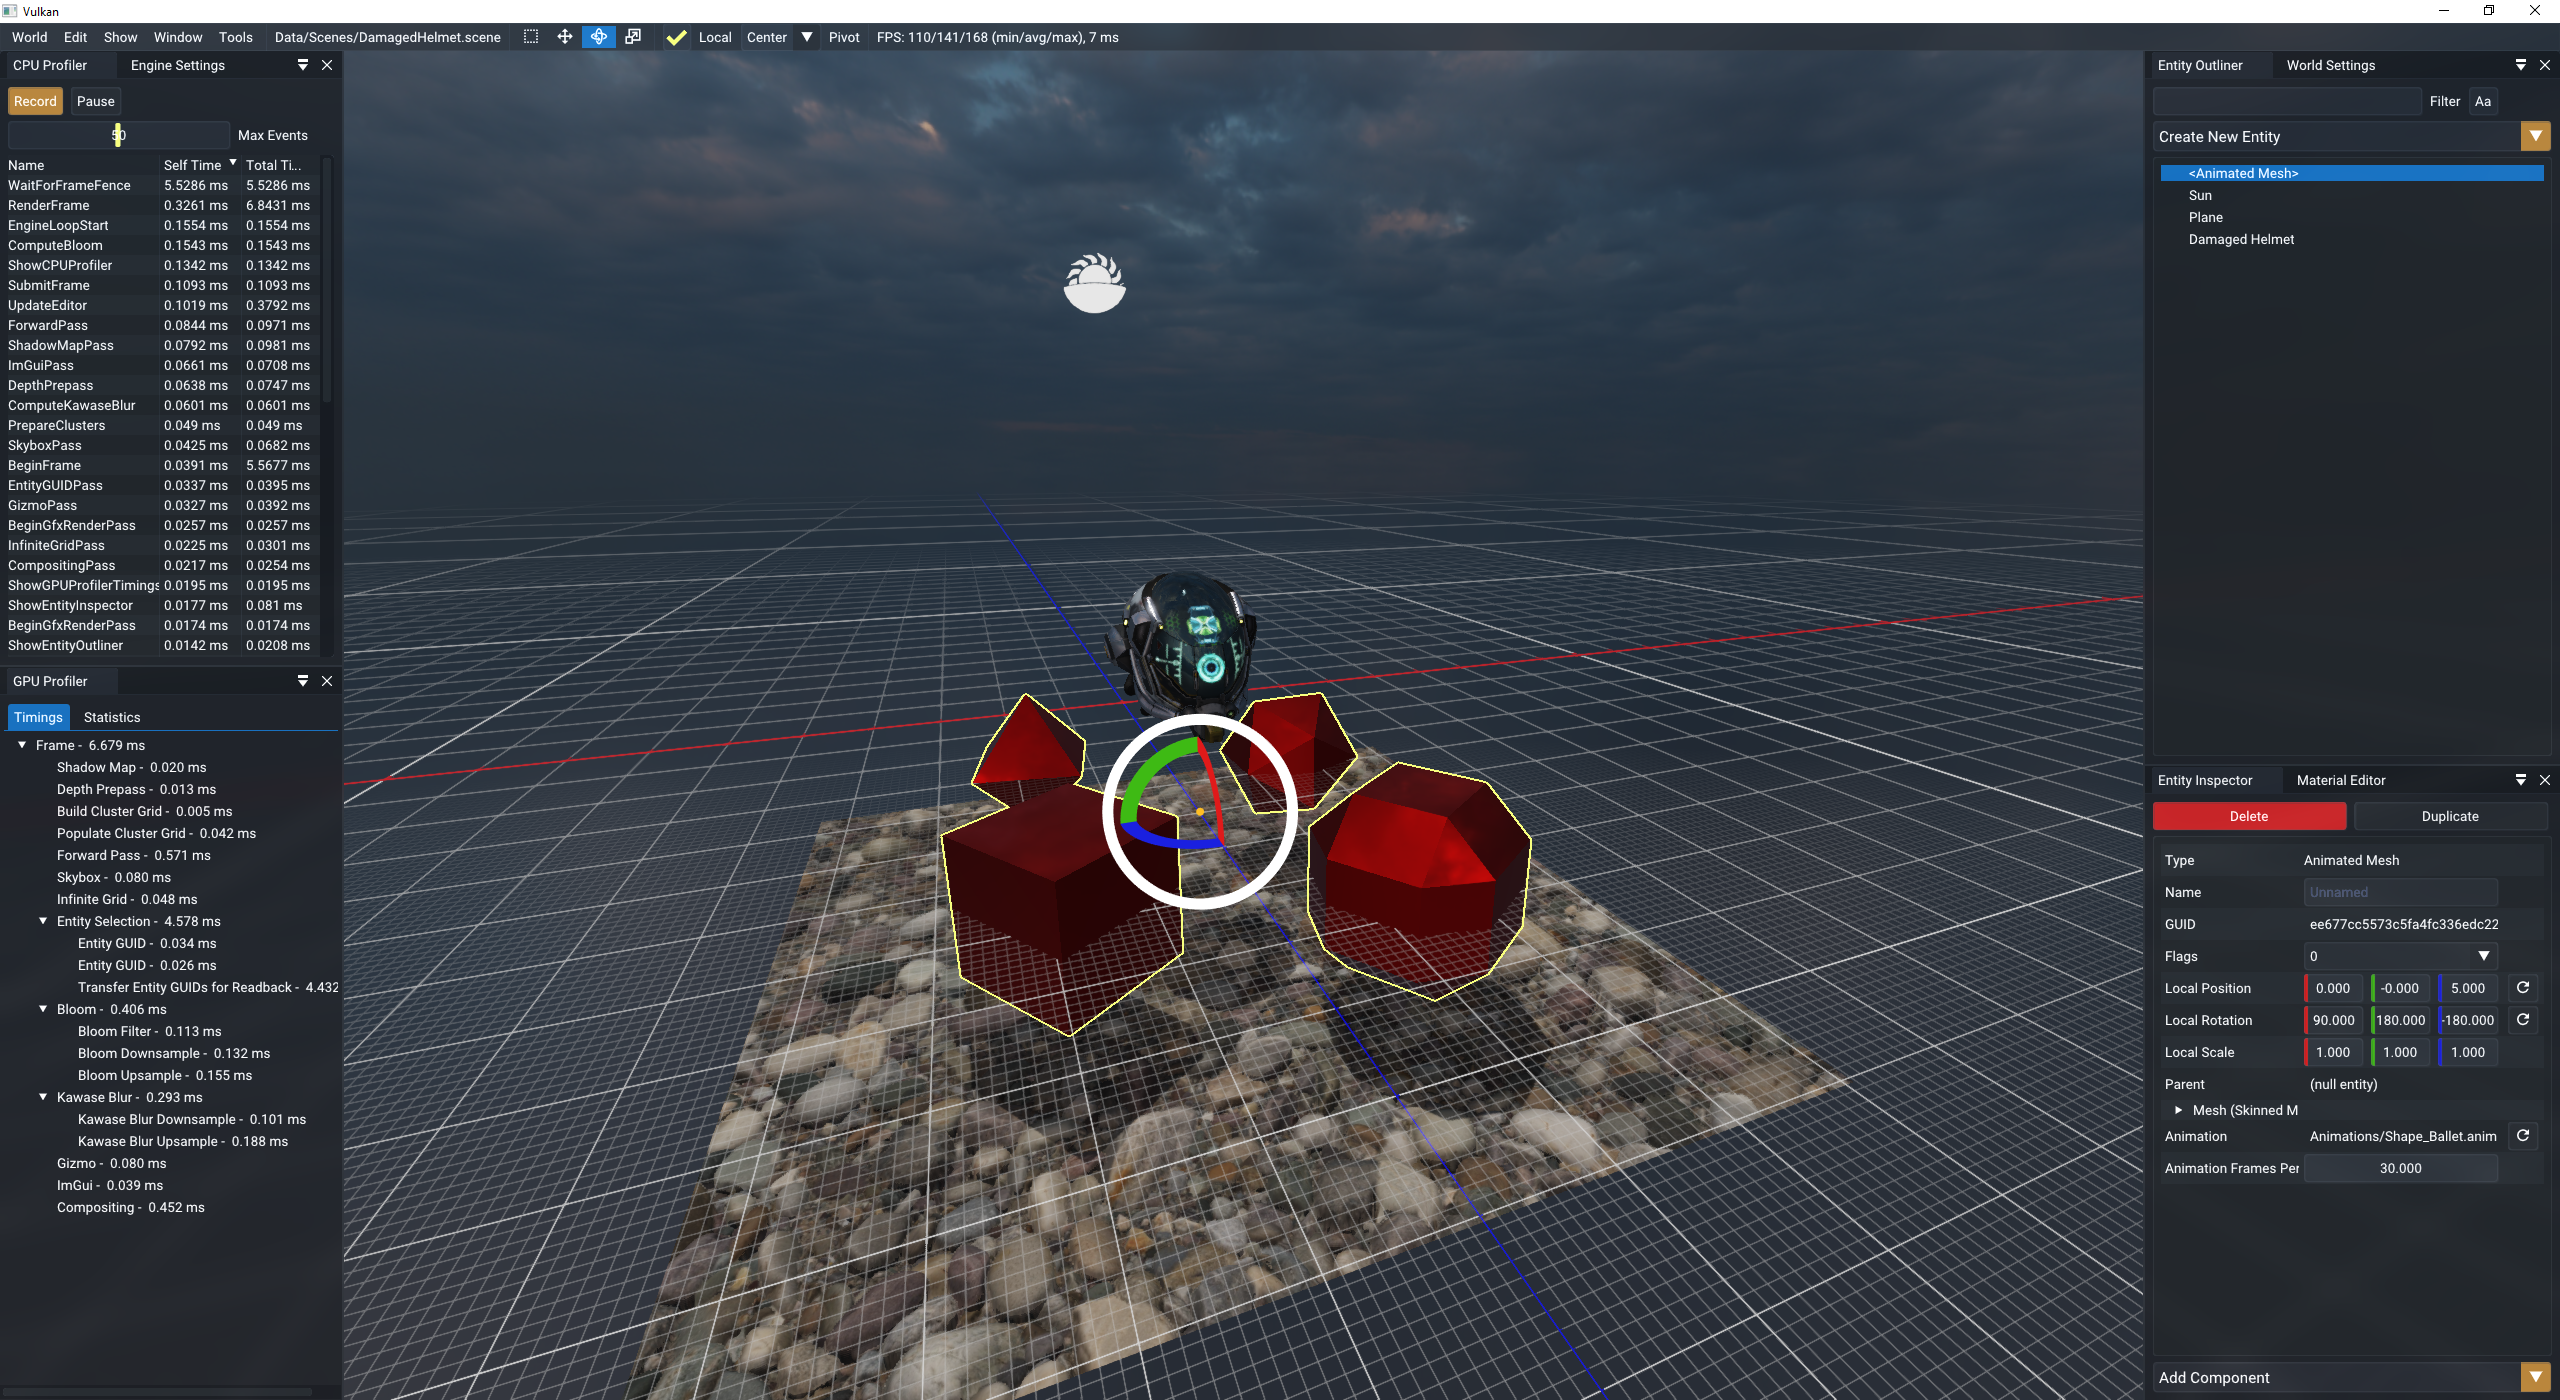 Vulkan
World Edit Show Window Tools Data/Scenes/DamagedHelmet.scene Local Center Pivot FPS: 110/141/168 (min/avg/max), 7 ms
CPU Profiler Engine Settings
Record Pause
50 Max Events
Name Self Time Total Ti...
WaitForFrameFence 5.5286 ms 5.5286 ms
RenderFrame 0.3261 ms 6.8431 ms
EngineLoopStart 0.1554 ms 0.1554 ms
ComputeBloom 0.1543 ms 0.1543 ms
ShowCPUProfiler 0.1342 ms 0.1342 ms
SubmitFrame 0.1093 ms 0.1093 ms
UpdateEditor 0.1019 ms 0.3792 ms
ForwardPass 0.0844 ms 0.0971 ms
ShadowMapPass 0.0792 ms 0.0981 ms
ImGuiPass 0.0661 ms 0.0708 ms
DepthPrepass 0.0638 ms 0.0747 ms
ComputeKawaseBlur 0.0601 ms 0.0601 ms
PrepareClusters 0.049 ms 0.049 ms
SkyboxPass 0.0425 ms 0.0682 ms
BeginFrame 0.0391 ms 5.5677 ms
EntityGUIDPass 0.0337 ms 0.0395 ms
GizmoPass 0.0327 ms 0.0392 ms
BeginGfxRenderPass 0.0257 ms 0.0257 ms
InfiniteGridPass 0.0225 ms 0.0301 ms
CompositingPass 0.0217 ms 0.0254 ms
ShowGPUProfilerTimings 0.0195 ms 0.0195 ms
ShowEntityInspector 0.0177 ms 0.081 ms
BeginGfxRenderPass 0.0174 ms 0.0174 ms
ShowEntityOutliner 0.0142 ms 0.0208 ms
GPU Profiler
Timings Statistics
Frame - 6.679 ms
Shadow Map - 0.020 ms
Depth Prepass - 0.013 ms
Build Cluster Grid - 0.005 ms
Populate Cluster Grid - 0.042 ms
Forward Pass - 0.571 ms
Skybox - 0.080 ms
Infinite Grid - 0.048 ms
Entity Selection - 4.578 ms
Entity GUID - 0.034 ms
Entity GUID - 0.026 ms
Transfer Entity GUIDs for Readback - 4.432
Bloom - 0.406 ms
Bloom Filter - 0.113 ms
Bloom Downsample - 0.132 ms
Bloom Upsample - 0.155 ms
Kawase Blur - 0.293 ms
Kawase Blur Downsample - 0.101 ms
Kawase Blur Upsample - 0.188 ms
Gizmo - 0.080 ms
ImGui - 0.039 ms
Compositing - 0.452 ms
Entity Outliner World Settings
Filter Aa
Create New Entity
<Animated Mesh>
Sun
Plane
Damaged Helmet
Entity Inspector Material Editor
Delete Duplicate
Type Animated Mesh
Name Unnamed
GUID ee677cc5573c5fa4fc336edc22
Flags 0
Local Position 0.000 -0.000 5.000
Local Rotation 90.000 180.000 -180.000
Local Scale 1.000 1.000 1.000
Parent (null entity)
Mesh (Skinned M
Animation Animations/Shape_Ballet.anim
Animation Frames Per 30.000
Add Component